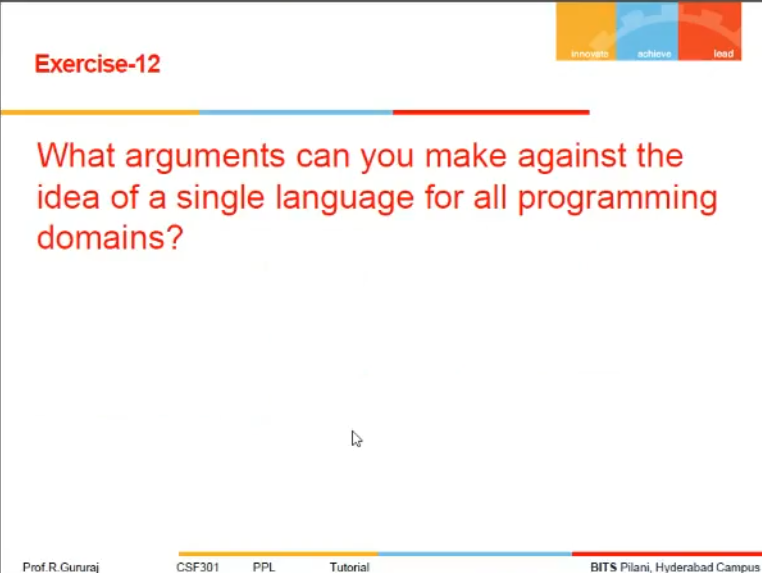 innovate achieve lead
Exercise-12
What arguments can you make against the
idea of a single language for all programming
domains?
Prof.R.Gururaj CSF301 PPL Tutorial BITS Pilani, Hyderabad Campus